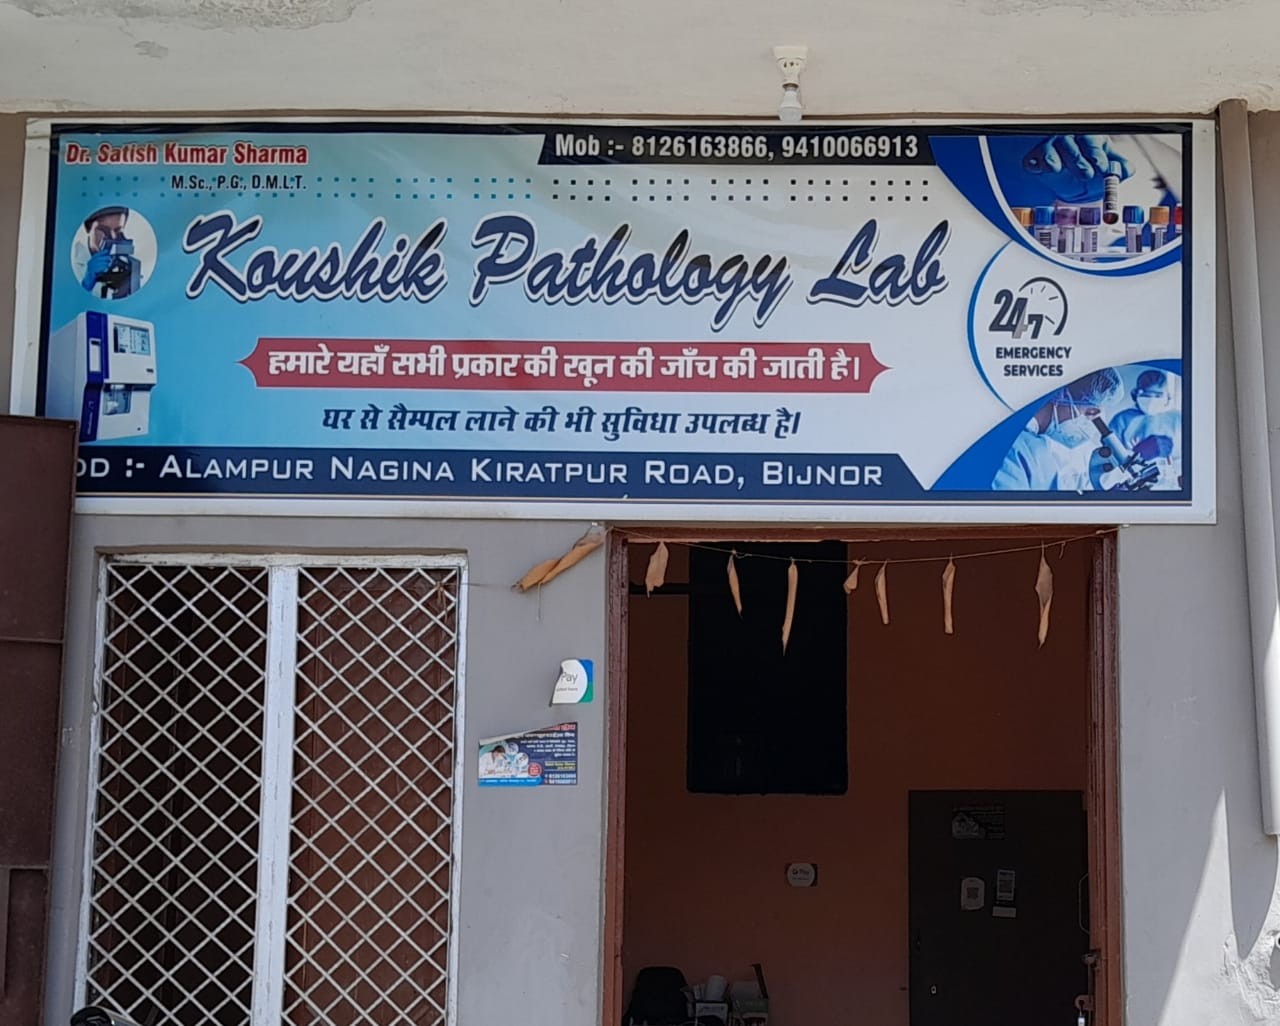 Dr. Satish Kumar Sharma
M.Sc., P.G., D.M.L.T.
Mob :- 8126163866, 9410066913
Koushik Pathology Lab
24/7
EMERGENCY
SERVICES
हमारे यहाँ सभी प्रकार की खून की जाँच की जाती है।
घर से सैम्पल लाने की भी सुविधा उपलब्ध है।
:- ALAMPUR NAGINA KIRATPUR ROAD, BIJNOR
Pay
G Pay